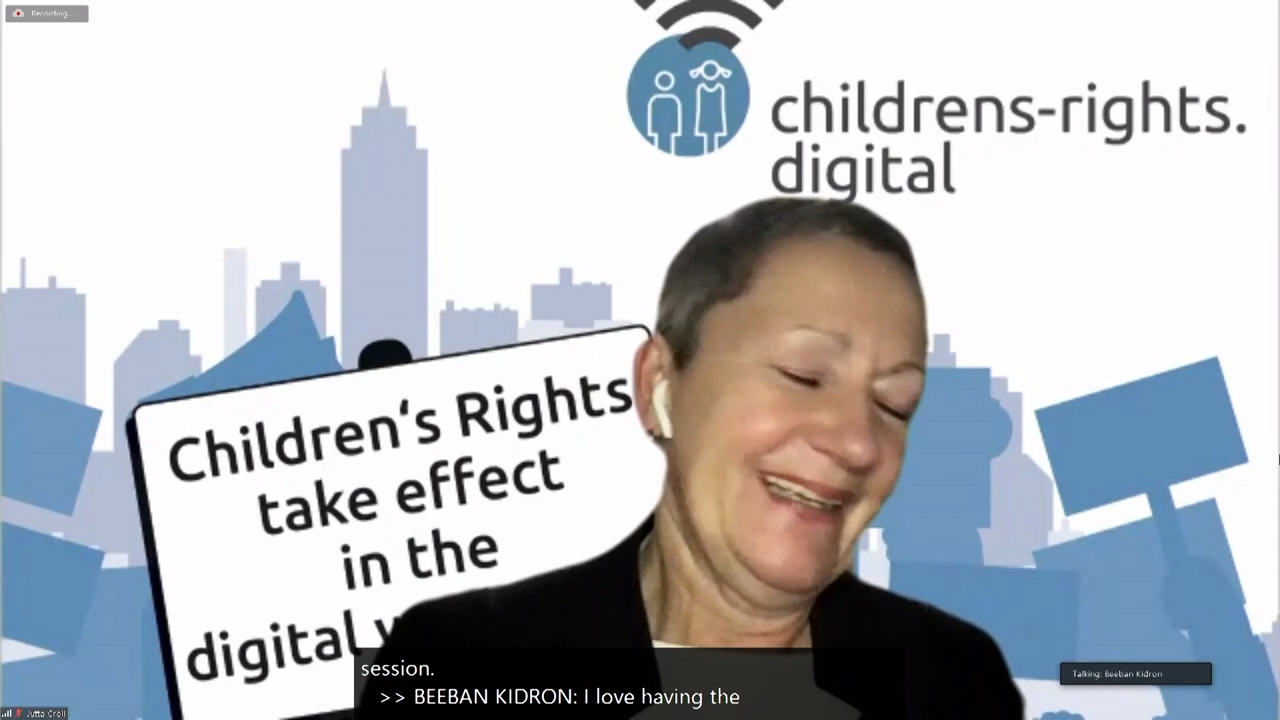 Recording...
childrens-rights.
digital
Children‘s Rights
take effect
in the
digital
session.
>> BEEBAN KIDRON: I love having the
Talking: Beeban Kidron
Jutta Croll